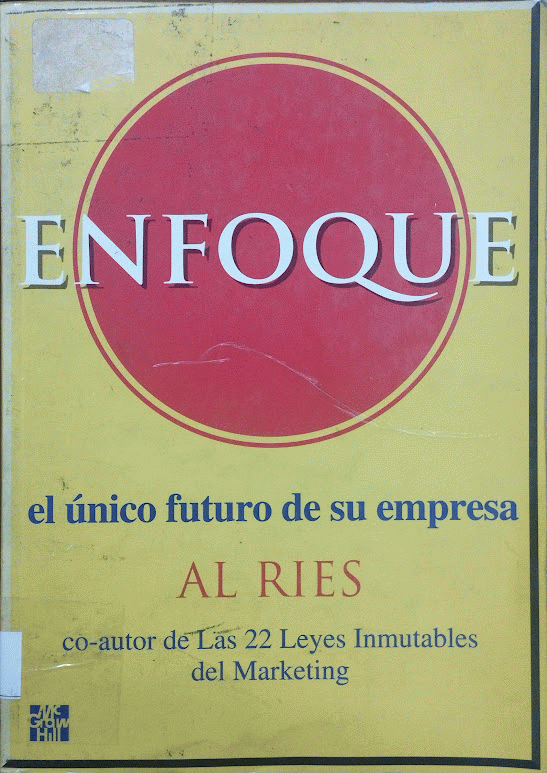 ENFOQUE
el único futuro de su empresa
AL RIES
co-autor de Las 22 Leyes Inmutables
del Marketing
Mc
Graw
Hill